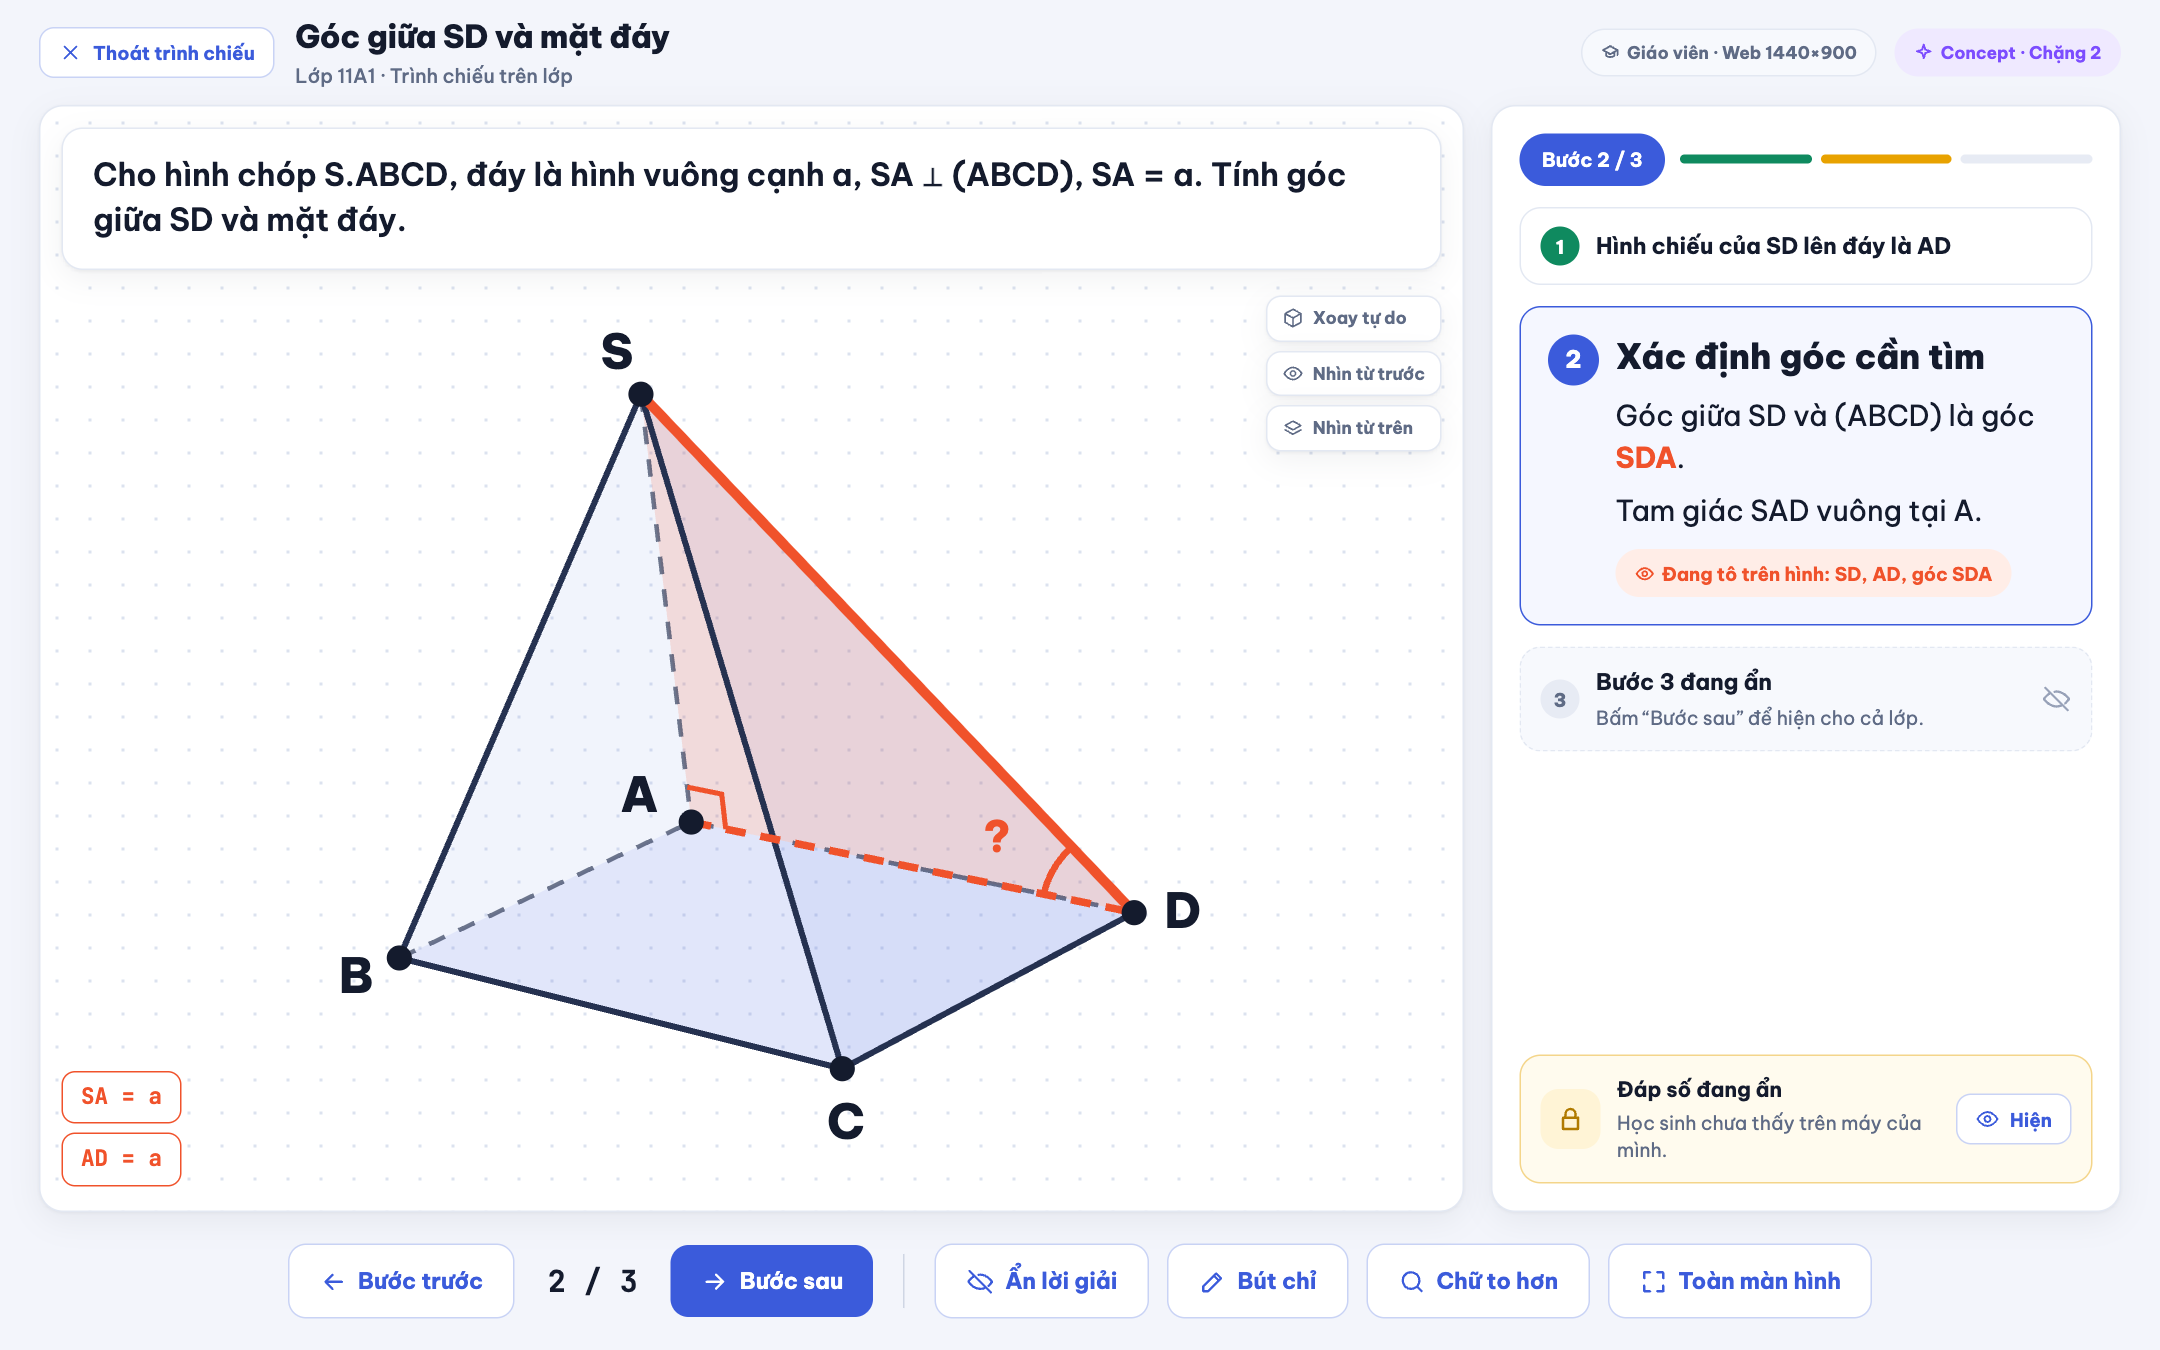 Thoát trình chiếu
Góc giữa SD và mặt đáy
Lớp 11A1 · Trình chiếu trên lớp
Giáo viên · Web 1440×900
Concept · Chặng 2
Cho hình chóp S.ABCD, đáy là hình vuông cạnh a, SA ⊥ (ABCD), SA = a. Tính góc
giữa SD và mặt đáy.
Xoay tự do
Nhìn từ trước
Nhìn từ trên
S
A
?
D
B
C
SA = a
AD = a
Bước 2 / 3
1
Hình chiếu của SD lên đáy là AD
2
Xác định góc cần tìm
Góc giữa SD và (ABCD) là góc
SDA.
Tam giác SAD vuông tại A.
Đang tô trên hình: SD, AD, góc SDA
3
Bước 3 đang ẩn
Bấm “Bước sau” để hiện cho cả lớp.
Đáp số đang ẩn
Học sinh chưa thấy trên máy của
mình.
Hiện
Bước trước
2 / 3
Bước sau
Ẩn lời giải
Bút chỉ
Chữ to hơn
Toàn màn hình